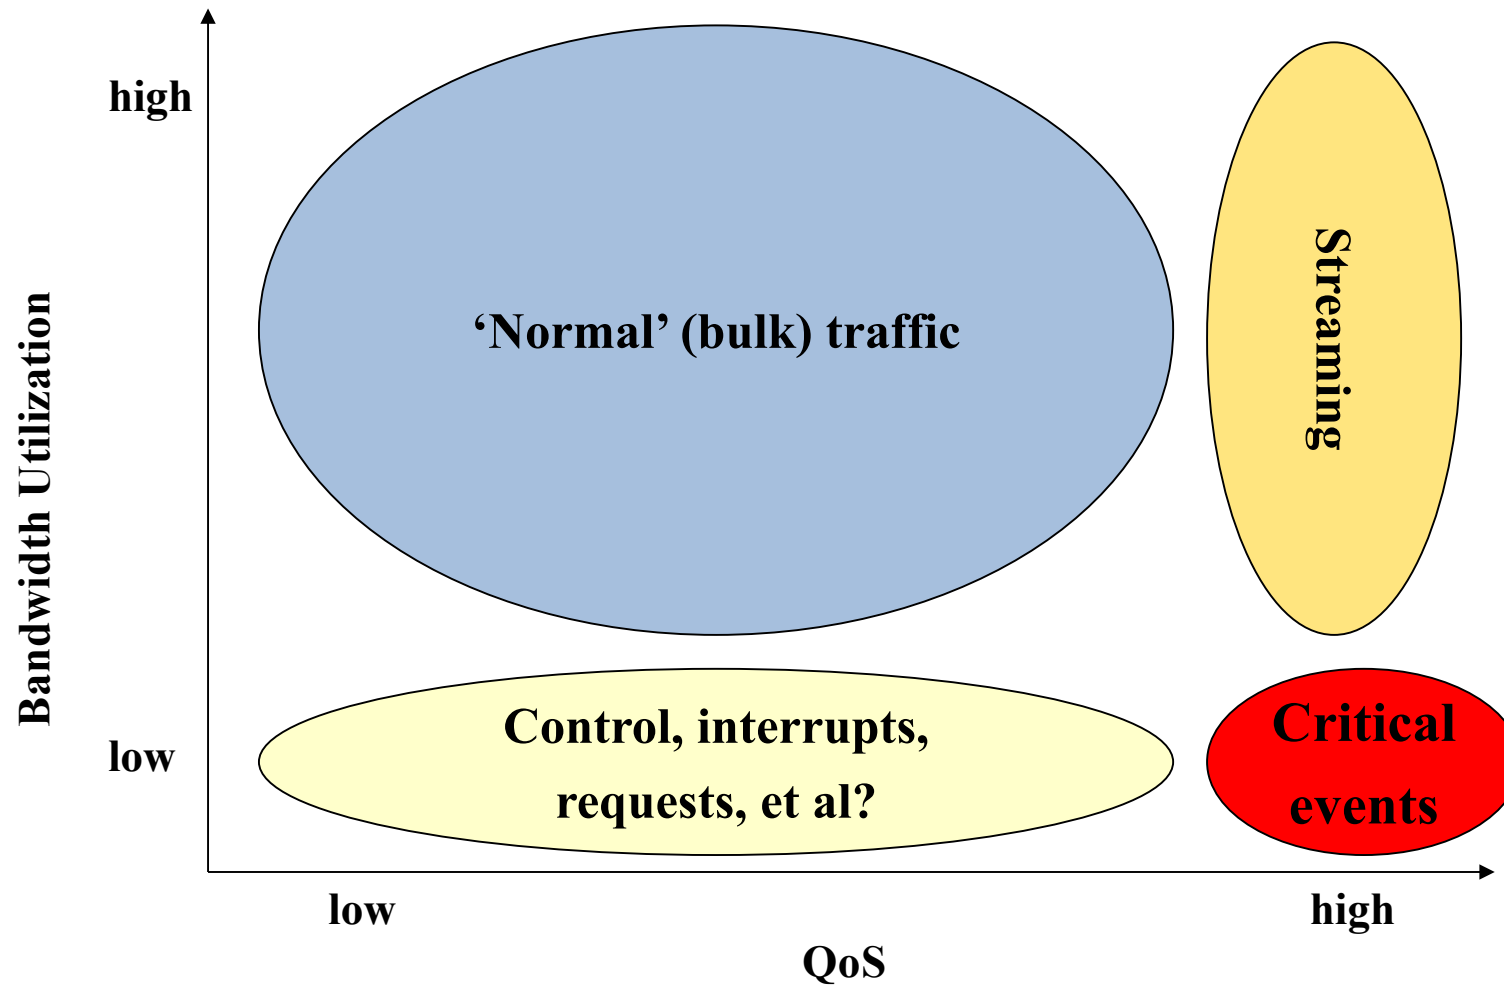 high
‘Normal’ (bulk) traffic
Streaming
Bandwidth Utilization
Control, interrupts,
requests, et al?
Critical
events
low
low
high
QoS